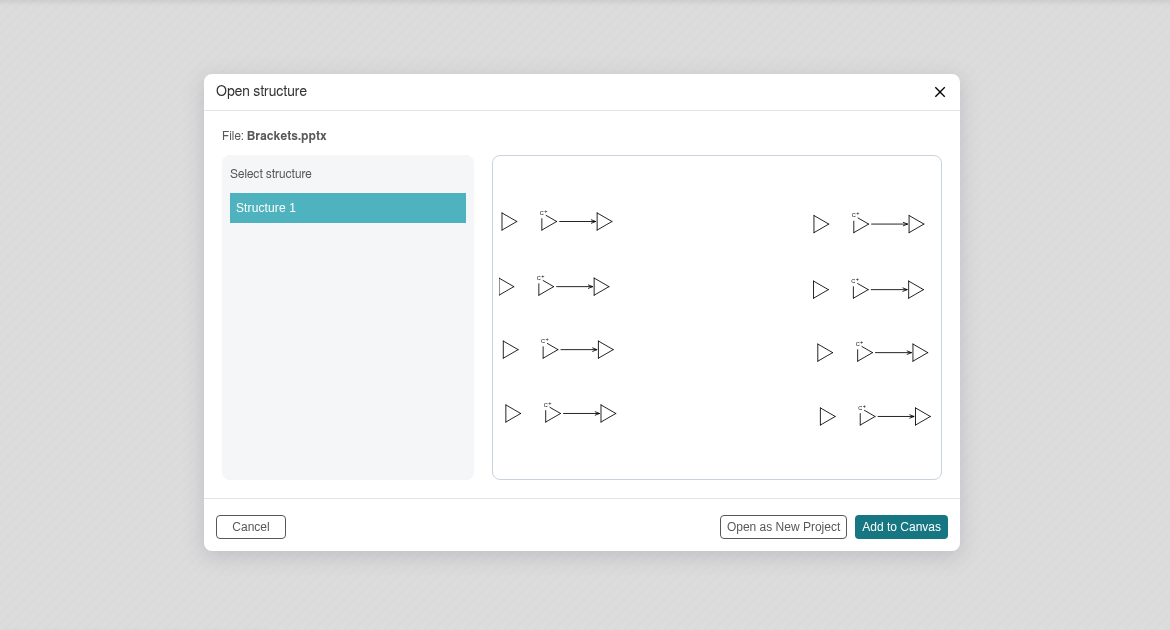 Open structure
File: Brackets.pptx
Select structure
Structure 1
C+ C+
C+ C+
C+ C+
C+ C+
Cancel Open as New Project Add to Canvas